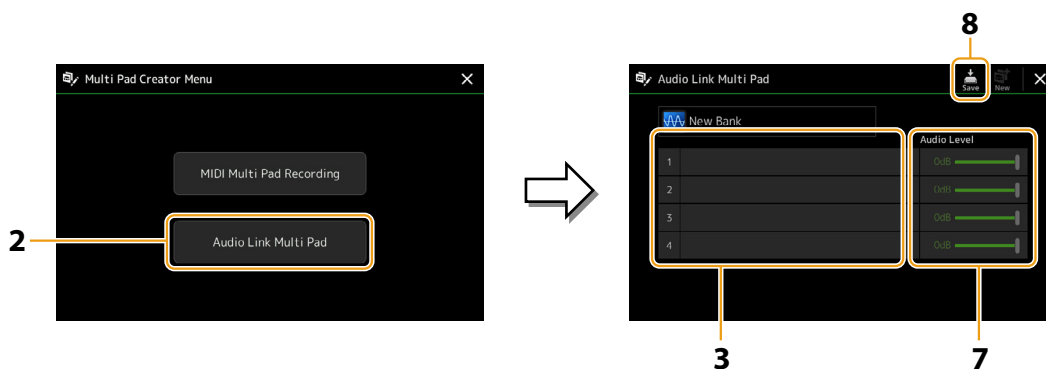 8
Multi Pad Creator Menu
MIDI Multi Pad Recording
2
Audio Link Multi Pad
Audio Link Multi Pad
Save
New
New Bank
Audio Level
1
0dB
2
0dB
3
0dB
4
0dB
3
7